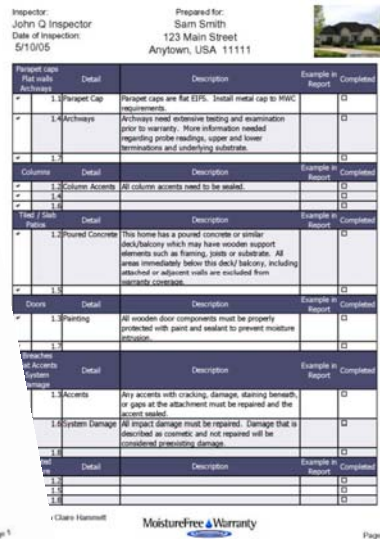 Inspector:
John Q Inspector
Date of Inspection:
5/10/05
Prepared for:
Sam Smith
123 Main Street
Anytown, USA 11111
Parapet caps
Flat walls
Archways
Detail
Description
Example in
Report
Completed
1.1 Parapet Cap
Parapet caps are flat EIFS. Install metal cap to MWC
requirements.
1.4 Archways
Archways need extensive testing and examination
prior to warranty. More information needed
regarding probe readings, upper and lower
terminations and underlying substrate.
1.7
Columns
Detail
Description
Example in
Report
Completed
1.2 Column Accents
All column accents need to be sealed.
1.4
1.6
Tiled / Slab
Patios
Detail
Description
Example in
Report
Completed
1.2 Poured Concrete
This home has a poured concrete or similar
deck/balcony which may have wooden support
elements such as framing, joists or substrate. All
areas immediately below this deck/ balcony, including
attached or adjacent walls are excluded from
warranty coverage.
1.5
Doors
Detail
Description
Example in
Report
Completed
1.3 Painting
All wooden door components must be properly
protected with paint and sealant to prevent moisture
intrusion.
1.7
Breaches
Accents
System
Detail
Description
Example in
Report
Completed
1.3 Accents
Any accents with cracking, damage, staining beneath,
or gaps at the attachment must be repaired and the
accent sealed.
1.6 System Damage
All impact damage must be repaired. Damage that is
described as cosmetic and not repaired will be
considered preexisting damage.
1.8
Detail
Description
Example in
Report
Completed
1.2
1.5
1.8
Claire Hammett
MoistureFree Warranty
Page